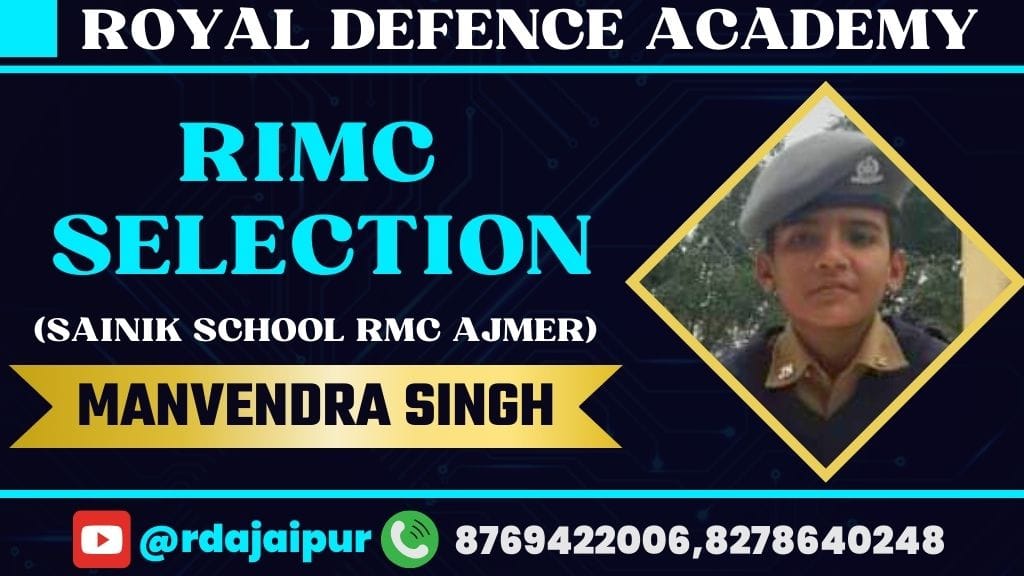 ROYAL DEFENCE ACADEMY
RIMC
SELECTION
(SAINIK SCHOOL RMC AJMER)
MANVENDRA SINGH
@rdajaipur 8769422006,8278640248